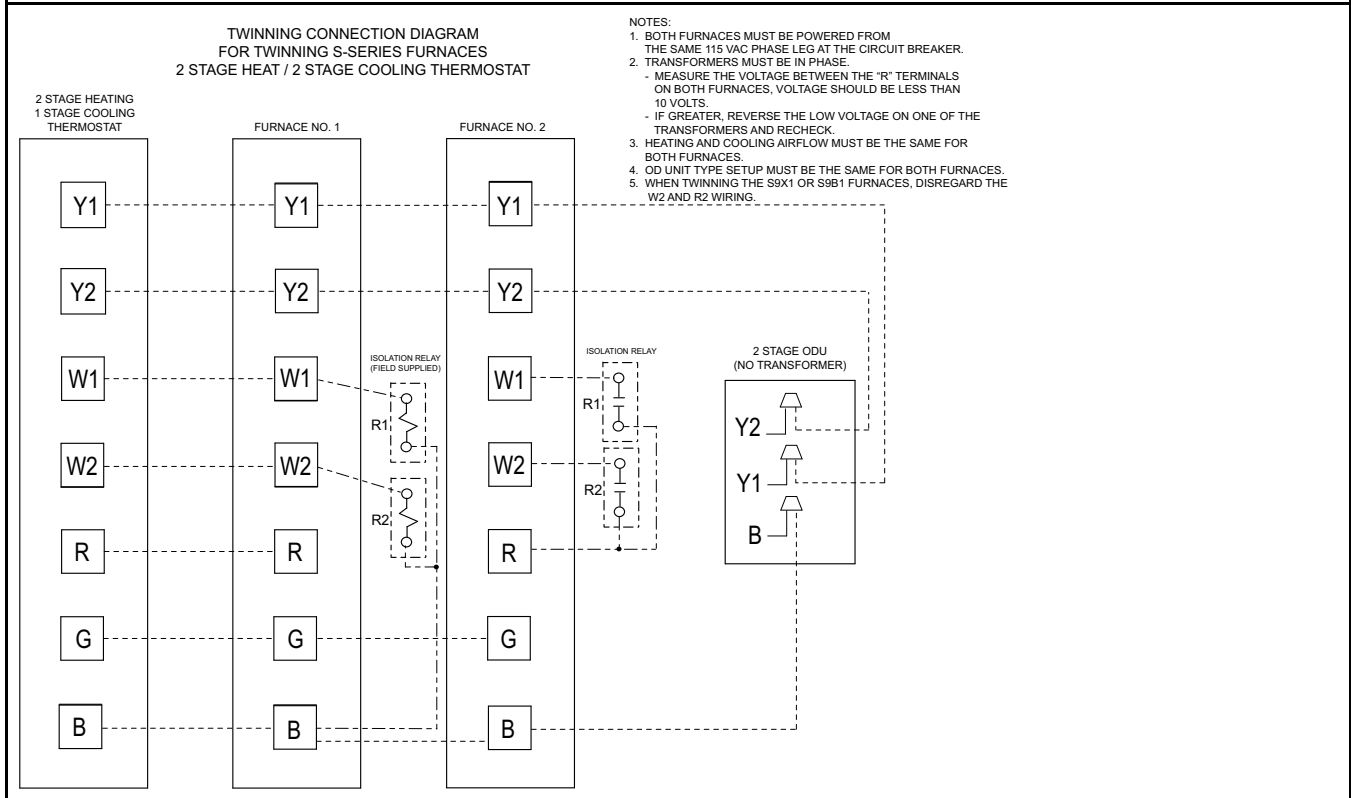 TWINNING CONNECTION DIAGRAM
FOR TWINNING S-SERIES FURNACES
2 STAGE HEAT / 2 STAGE COOLING THERMOSTAT
NOTES:
1. BOTH FURNACES MUST BE POWERED FROM
THE SAME 115 VAC PHASE LEG AT THE CIRCUIT BREAKER.
2. TRANSFORMERS MUST BE IN PHASE.
- MEASURE THE VOLTAGE BETWEEN THE “R” TERMINALS
ON BOTH FURNACES, VOLTAGE SHOULD BE LESS THAN
10 VOLTS.
- IF GREATER, REVERSE THE LOW VOLTAGE ON ONE OF THE
TRANSFORMERS AND RECHECK.
3. HEATING AND COOLING AIRFLOW MUST BE THE SAME FOR
BOTH FURNACES.
4. OD UNIT TYPE SETUP MUST BE THE SAME FOR BOTH FURNACES.
5. WHEN TWINNING THE S9X1 OR S9B1 FURNACES, DISREGARD THE
W2 AND R2 WIRING.
2 STAGE HEATING
1 STAGE COOLING
THERMOSTAT
Y1
Y2
W1
W2
R
G
B
FURNACE NO. 1
Y1
Y2
W1
W2
R
G
B
ISOLATION RELAY
(FIELD SUPPLIED)
R1
R2
FURNACE NO. 2
Y1
Y2
W1
W2
R
G
B
ISOLATION RELAY
R1
R2
2 STAGE ODU
(NO TRANSFORMER)
Y2
Y1
B